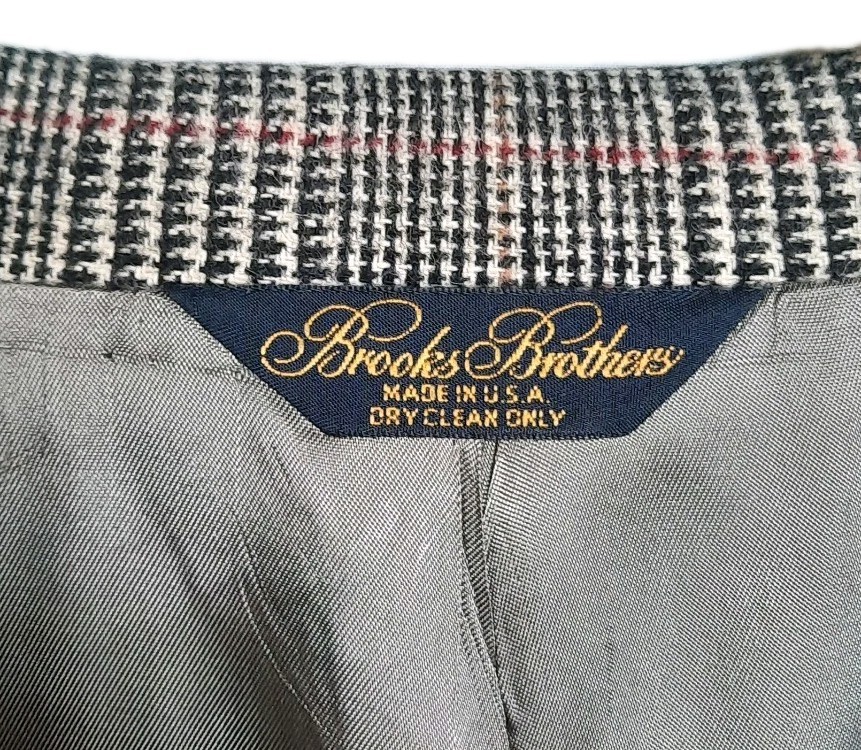 Brooks Brothers
MADE IN U.S.A.
DRY CLEAN ONLY